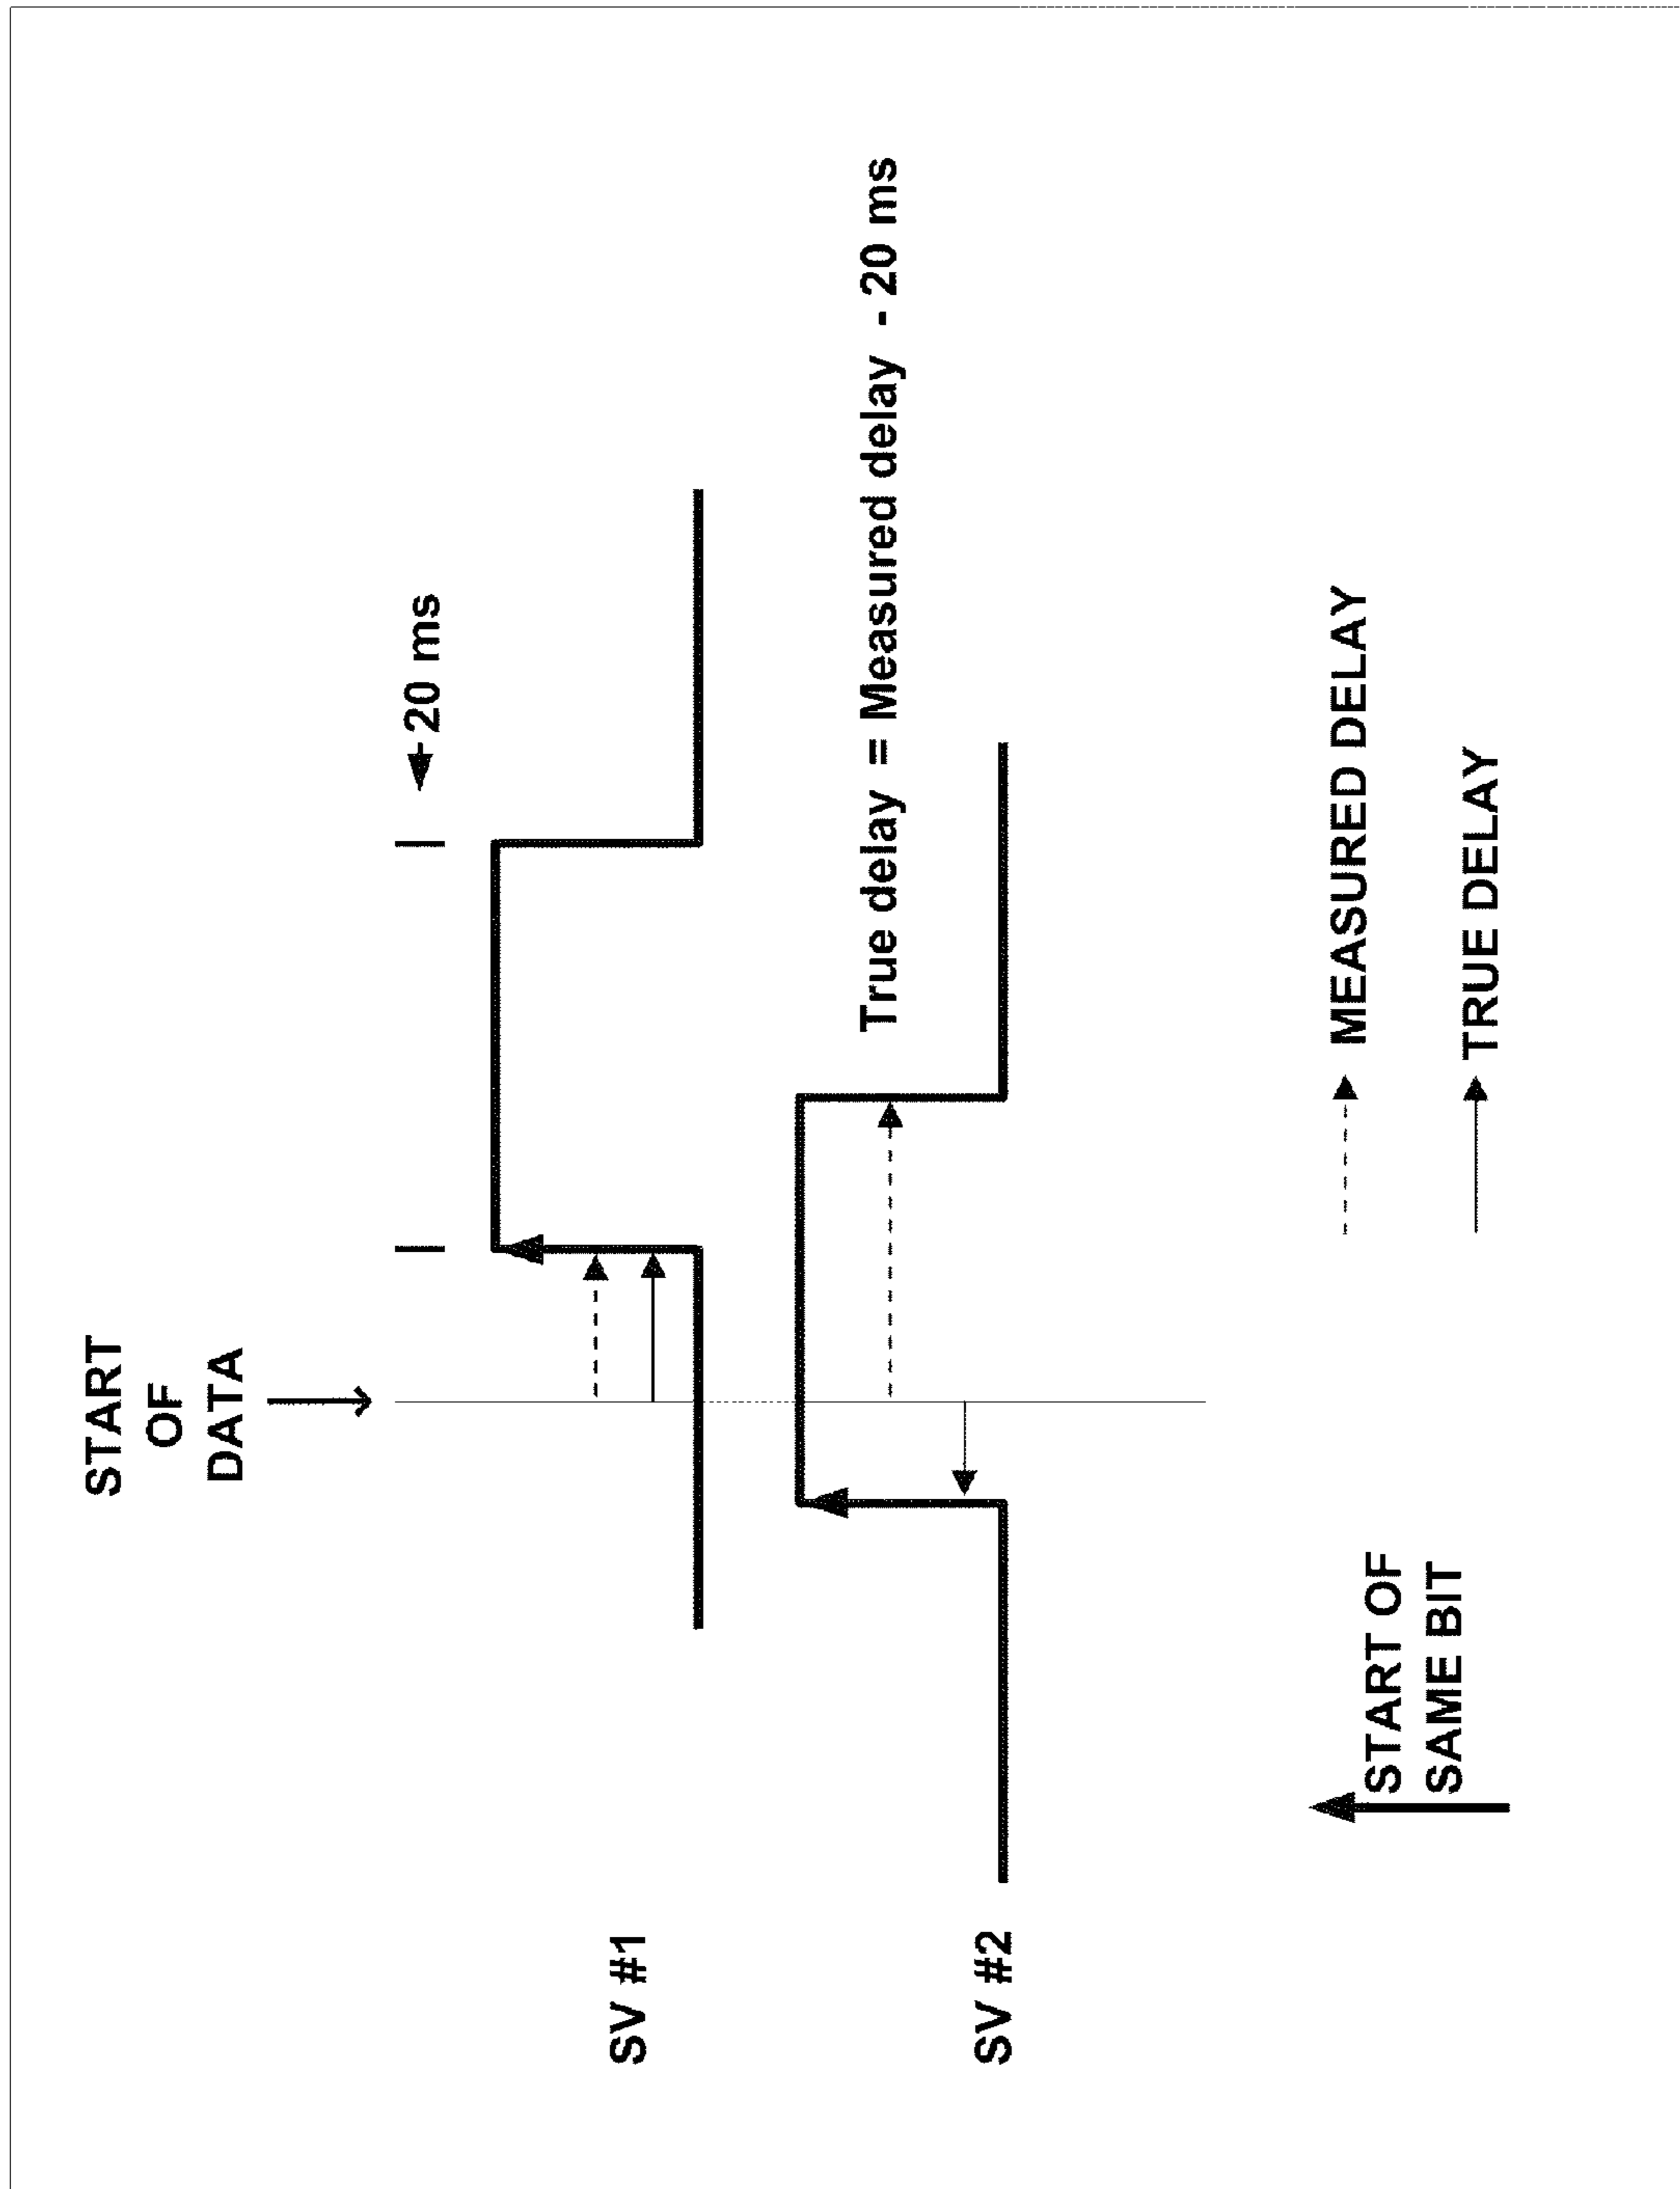 START
OF
DATA
20 ms
SV #1
True delay = Measured delay - 20 ms
SV #2
START OF
SAME BIT
MEASURED DELAY
TRUE DELAY